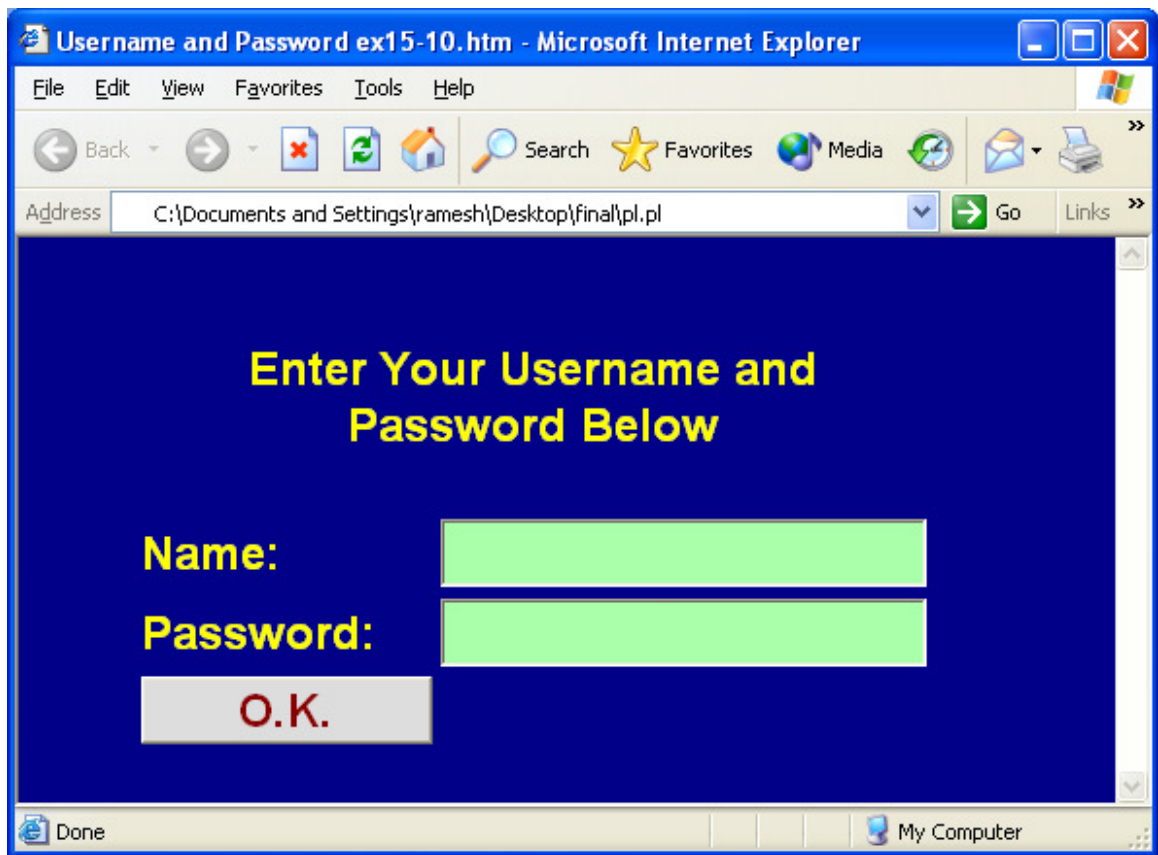 Username and Password ex15-10.htm - Microsoft Internet Explorer
File Edit View Favorites Tools Help
Back Search Favorites Media
Address C:\Documents and Settings\ramesh\Desktop\final\pl.pl Go Links »
Enter Your Username and
Password Below
Name:
Password:
O.K.
Done My Computer